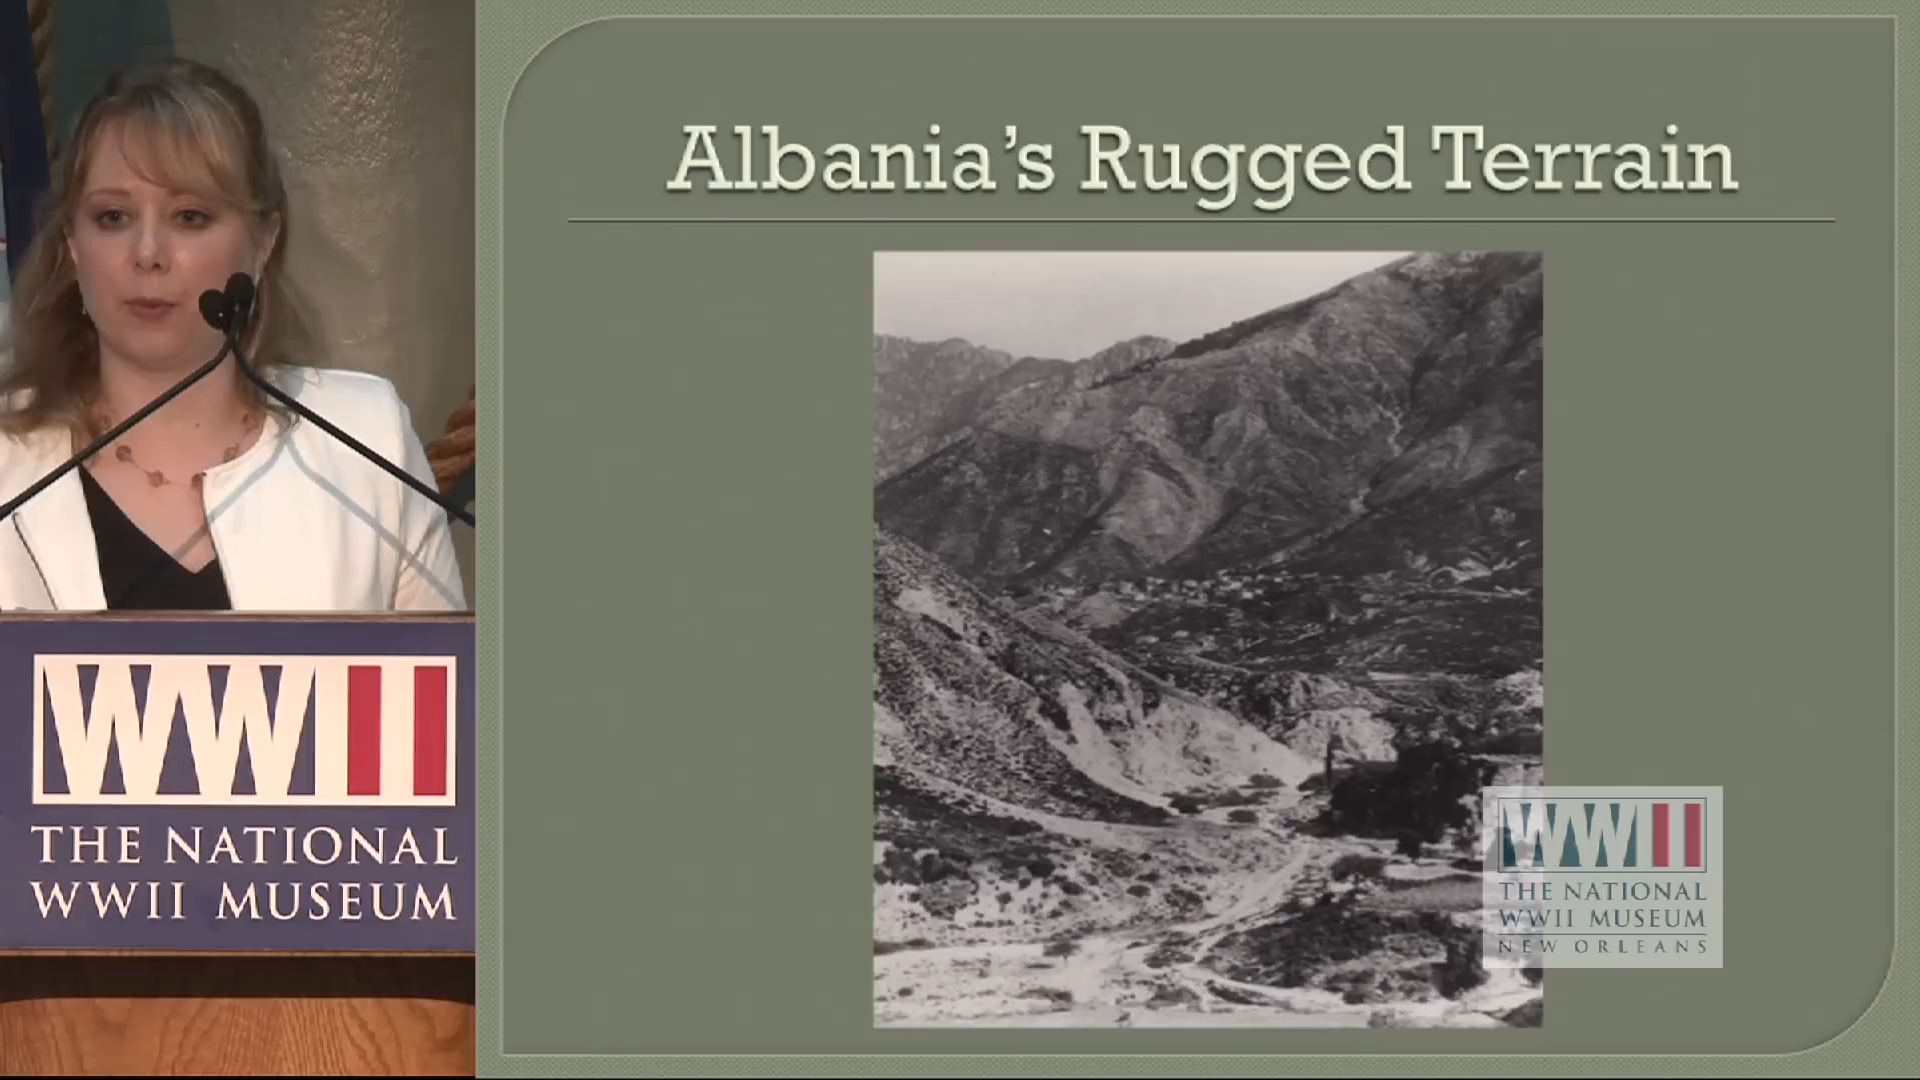 Albania's Rugged Terrain
WWII
THE NATIONAL
WWII MUSEUM
WWII
THE NATIONAL
WWII MUSEUM
NEW ORLEANS